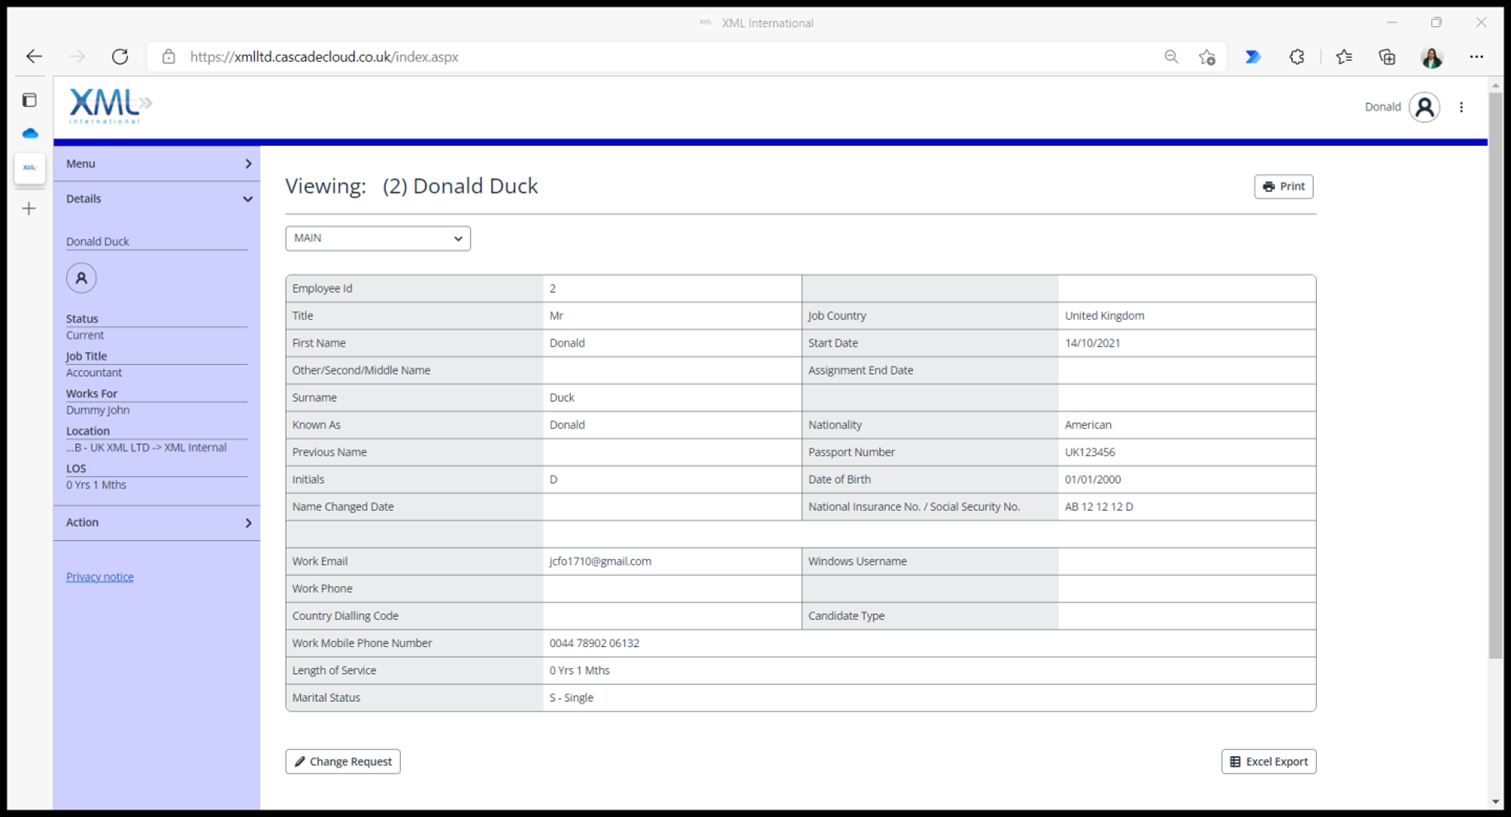 XML XML International
https://xmlltd.cascadecloud.co.uk/index.aspx
XML international
Donald
Menu
Details
Donald Duck
Status
Current
Job Title
Accountant
Works For
Dummy John
Location
...B - UK XML LTD -> XML Internal
LOS
0 Yrs 1 Mths
Action
Privacy notice
Viewing: (2) Donald Duck
Print
MAIN
Employee Id 2
Title Mr Job Country United Kingdom
First Name Donald Start Date 14/10/2021
Other/Second/Middle Name Assignment End Date
Surname Duck
Known As Donald Nationality American
Previous Name Passport Number UK123456
Initials D Date of Birth 01/01/2000
Name Changed Date National Insurance No. / Social Security No. AB 12 12 12 D
Work Email jcfo1710@gmail.com Windows Username
Work Phone
Country Dialling Code Candidate Type
Work Mobile Phone Number 0044 78902 06132
Length of Service 0 Yrs 1 Mths
Marital Status S - Single
Change Request Excel Export